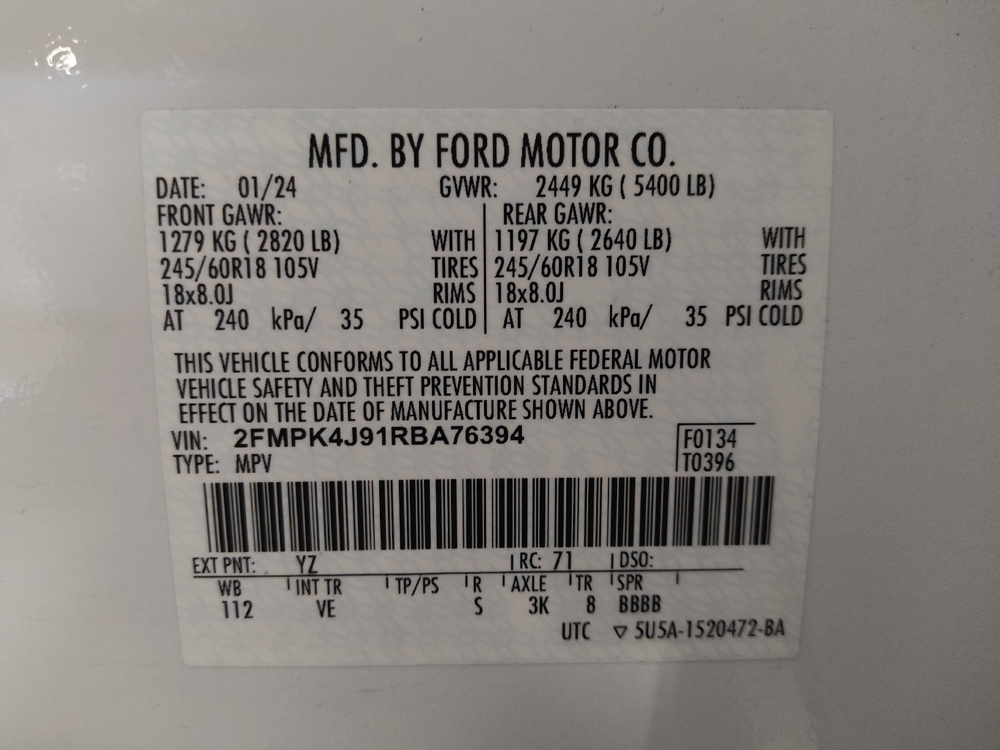 MFD. BY FORD MOTOR CO.
DATE: 01/24 GVWR: 2449 KG ( 5400 LB)
FRONT GAWR: REAR GAWR:
1279 KG ( 2820 LB) WITH 1197 KG ( 2640 LB) WITH
245/60R18 105V TIRES 245/60R18 105V TIRES
18x8.0J RIMS 18x8.0J RIMS
AT 240 kPa/ 35 PSI COLD AT 240 kPa/ 35 PSI COLD
THIS VEHICLE CONFORMS TO ALL APPLICABLE FEDERAL MOTOR
VEHICLE SAFETY AND THEFT PREVENTION STANDARDS IN
EFFECT ON THE DATE OF MANUFACTURE SHOWN ABOVE.
VIN: 2FMPK4J91RBA76394 F0134
TYPE: MPV T0396
EXT PNT: YZ RC: 71 DSO:
WB INT TR TP/PS R AXLE TR SPR
112 VE S 3K 8 BBBB
UTC ▽ 5U5A-1520472-BA